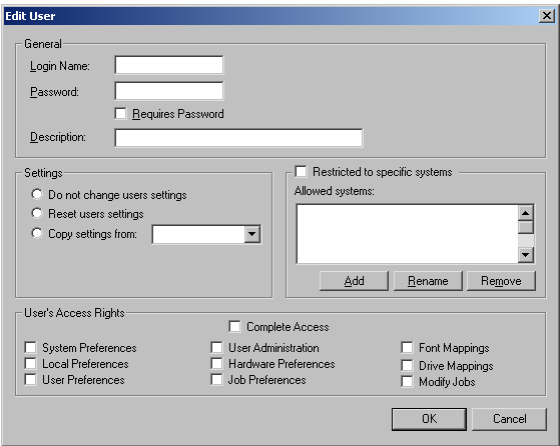 Edit User
General
Login Name:
Password:
Requires Password
Description:
Settings
Do not change users settings
Reset users settings
Copy settings from:
Restricted to specific systems
Allowed systems:
Add Rename Remove
User's Access Rights
Complete Access
System Preferences User Administration Font Mappings
Local Preferences Hardware Preferences Drive Mappings
User Preferences Job Preferences Modify Jobs
OK Cancel